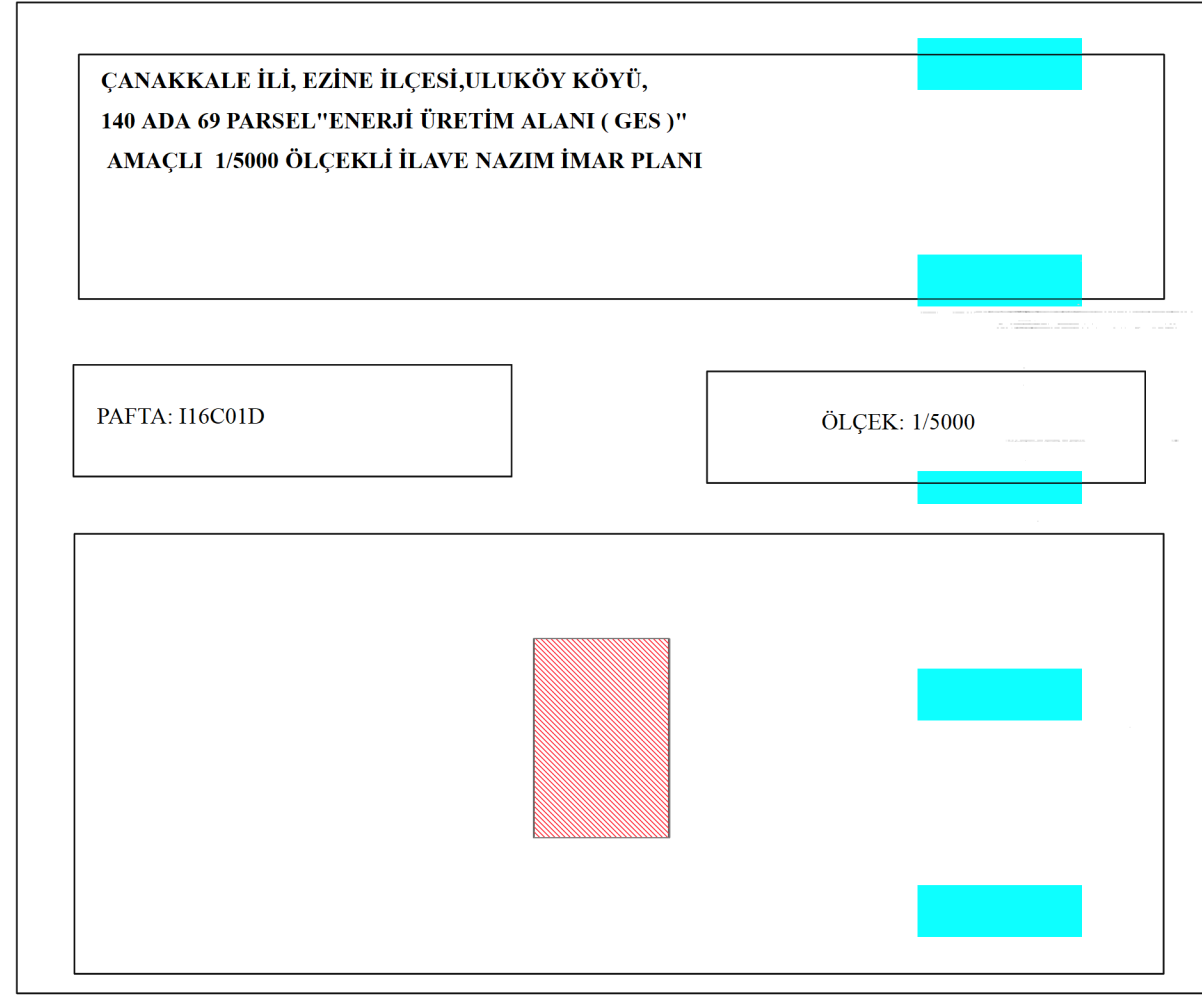 ÇANAKKALE İLİ, EZİNE İLÇESİ,ULUKÖY KÖYÜ,
140 ADA 69 PARSEL"ENERJİ ÜRETİM ALANI ( GES )"
AMAÇLI 1/5000 ÖLÇEKLİ İLAVE NAZIM İMAR PLANI
PAFTA: I16C01D
ÖLÇEK: 1/5000